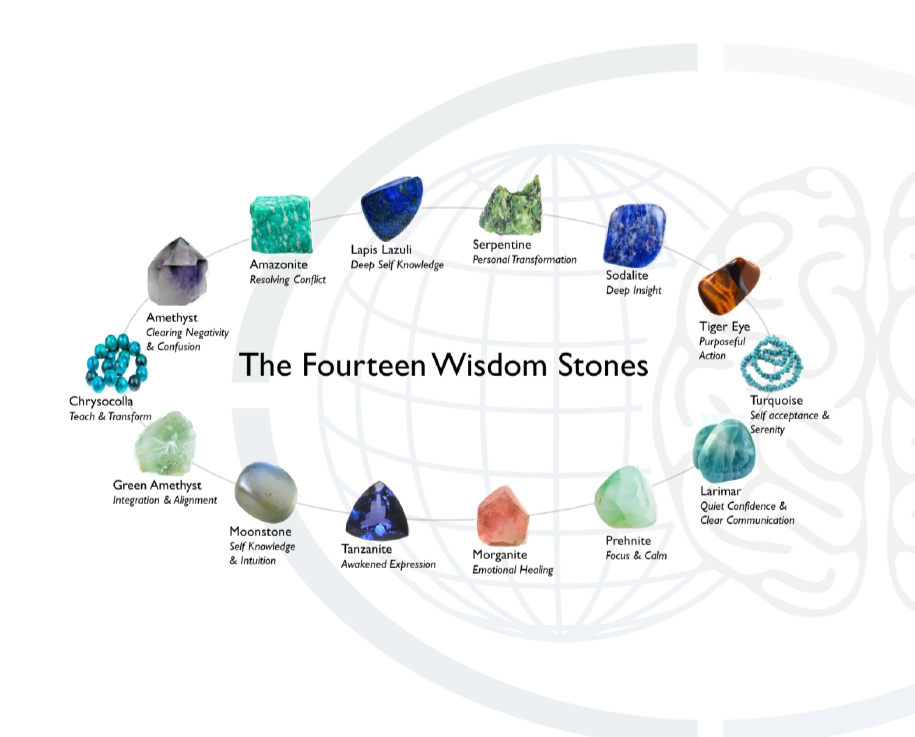 Lapis Lazuli
Deep Self Knowledge
Serpentine
Personal Transformation
Amazonite
Resolving Conflict
Sodalite
Deep Insight
Amethyst
Clearing Negativity
& Confusion
Tiger Eye
Purposeful
Action
The Fourteen Wisdom Stones
Chrysocolla
Teach & Transform
Turquoise
Self acceptance &
Serenity
Green Amethyst
Integration & Alignment
Larimar
Quiet Confidence &
Clear Communication
Moonstone
Self Knowledge
& Intuition
Tanzanite
Awakened Expression
Morganite
Emotional Healing
Prehnite
Focus & Calm